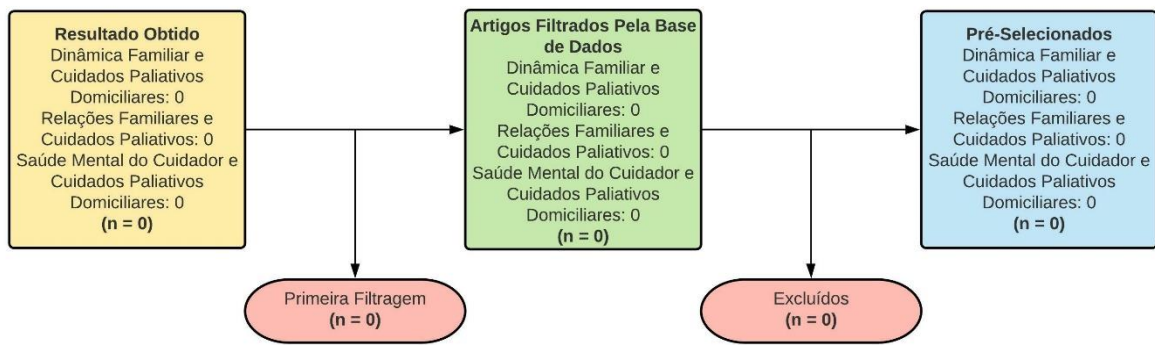 Resultado Obtido
Dinâmica Familiar e
Cuidados Paliativos
Domiciliares: 0
Relações Familiares e
Cuidados Paliativos: 0
Saúde Mental do Cuidador e
Cuidados Paliativos
Domiciliares: 0
(n = 0)
Artigos Filtrados Pela Base
de Dados
Dinâmica Familiar e
Cuidados Paliativos
Domiciliares: 0
Relações Familiares e
Cuidados Paliativos: 0
Saúde Mental do Cuidador e
Cuidados Paliativos
Domiciliares: 0
(n = 0)
Pré-Selecionados
Dinâmica Familiar e
Cuidados Paliativos
Domiciliares: 0
Relações Familiares e
Cuidados Paliativos: 0
Saúde Mental do Cuidador e
Cuidados Paliativos
Domiciliares: 0
(n = 0)
Primeira Filtragem
(n = 0)
Excluídos
(n = 0)